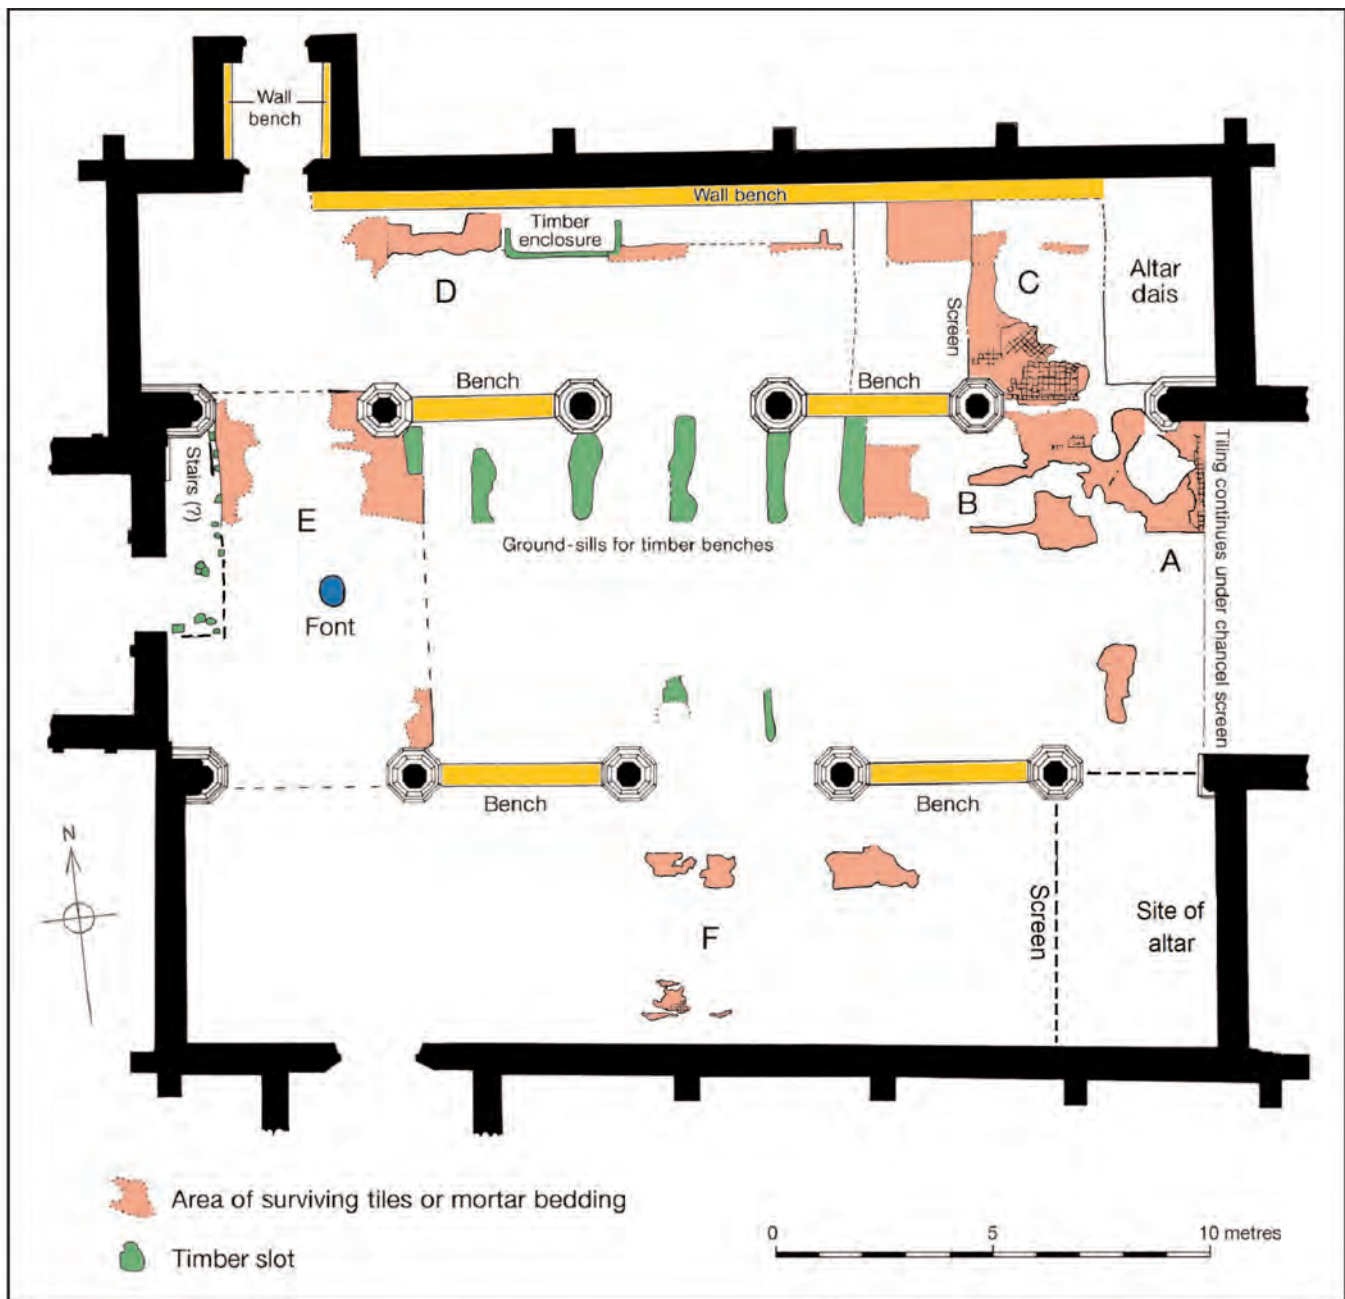 Wall
bench
Wall bench
Timber
enclosure
D
C
Altar
dais
Screen
Bench
Bench
Stairs (?)
E
B
A
Ground-sills for timber benches
Font
Tiling continues under chancel screen
Bench
Bench
N
F
Screen
Site of
altar
Area of surviving tiles or mortar bedding
Timber slot
0 5 10 metres